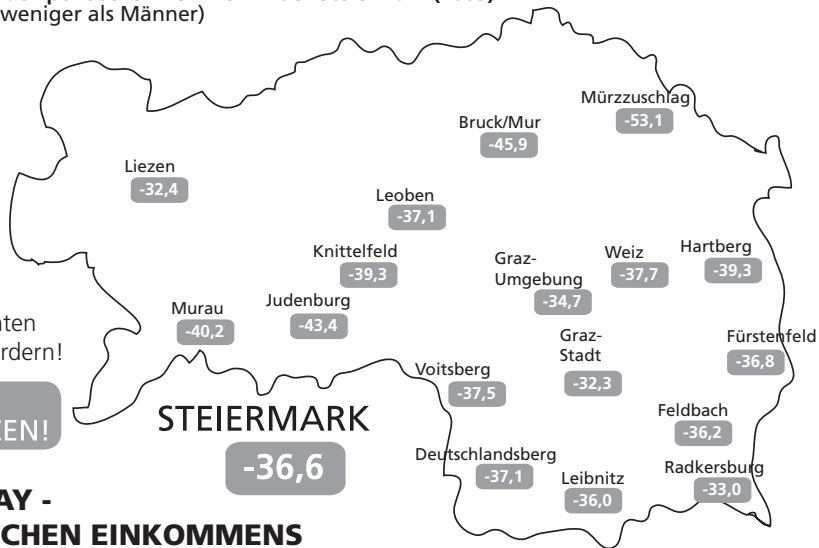 weniger als Männer)
Mürzzuschlag
-53,1
Bruck/Mur
-45,9
Liezen
-32,4
Leoben
-37,1
Knittelfeld
-39,3
Graz-
Umgebung
-34,7
Weiz
-37,7
Hartberg
-39,3
Murau
-40,2
Judenburg
-43,4
Graz-
Stadt
-32,3
Fürstenfeld
-36,8
rdern!
Voitsberg
-37,5
STEIERMARK
-36,6
Feldbach
-36,2
Deutschlandsberg
-37,1
Leibnitz
-36,0
Radkersburg
-33,0
AY -
CHEN EINKOMMENS